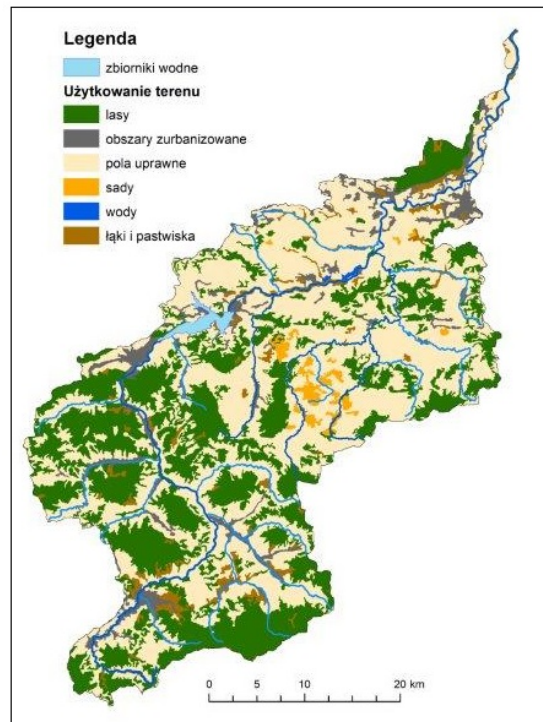 Legenda
zbiorniki wodne
Użytkowanie terenu
lasy
obszary zurbanizowane
pola uprawne
sady
wody
łąki i pastwiska
0 5 10 20 km